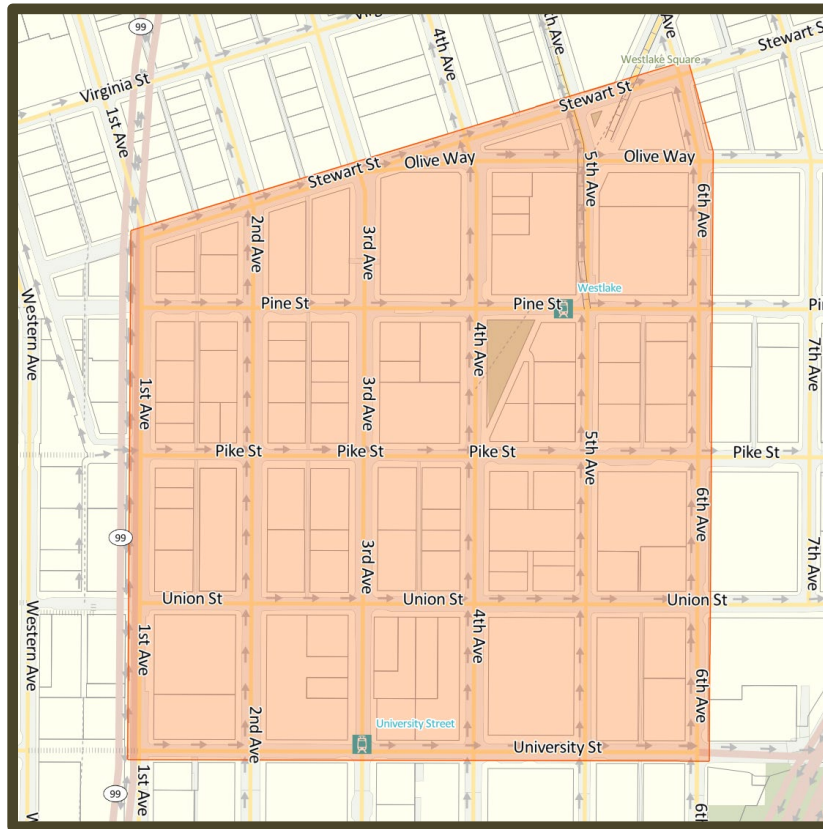 99
Virginia St
1st Ave
4th Ave
Ave
Ave
Westlake Square
Stewart St
Stewart St
Stewart St
Olive Way
5th Ave
Olive Way
2nd Ave
3rd Ave
6th Ave
Western Ave
Westlake
Pine St
Pine St
Pi
1st Ave
3rd Ave
4th Ave
7th Ave
5th Ave
Pike St
Pike St
Pike St
Pike St
6th Ave
99
3rd Ave
7th Ave
Union St
Union St
Union St
Western Ave
1st Ave
4th Ave
6th Ave
2nd Ave
University Street
University St
1st Ave
99
W
6th